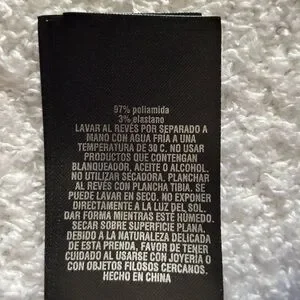 97% poliamida
3% elastano
LAVAR AL REVÉS POR SEPARADO A
MANO CON AGUA FRÍA A UNA
TEMPERATURA DE 30 C. NO USAR
PRODUCTOS QUE CONTENGAN
BLANQUEADOR, ACEITE O ALCOHOL.
NO UTILIZAR SECADORA. PLANCHAR
AL REVÉS CON PLANCHA TIBIA. SE
PUEDE LAVAR EN SECO. NO EXPONER
DIRECTAMENTE A LA LUZ DEL SOL.
DAR FORMA MIENTRAS ESTE HÚMEDO.
SECAR SOBRE SUPERFICIE PLANA.
DEBIDO A LA NATURALEZA DELICADA
DE ESTA PRENDA, FAVOR DE TENER
CUIDADO AL USARSE CON JOYERÍA O
CON OBJETOS FILOSOS CERCANOS.
HECHO EN CHINA